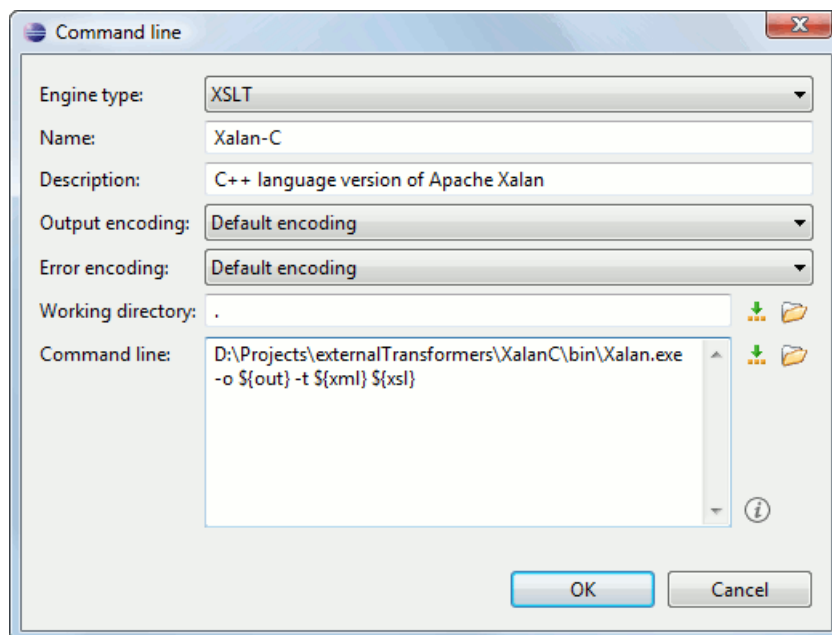 Command line
Engine type: XSLT
Name: Xalan-C
Description: C++ language version of Apache Xalan
Output encoding: Default encoding
Error encoding: Default encoding
Working directory: .
Command line: D:\Projects\externalTransformers\XalanC\bin\Xalan.exe
-o ${out} -t ${xml} ${xsl}
OK Cancel